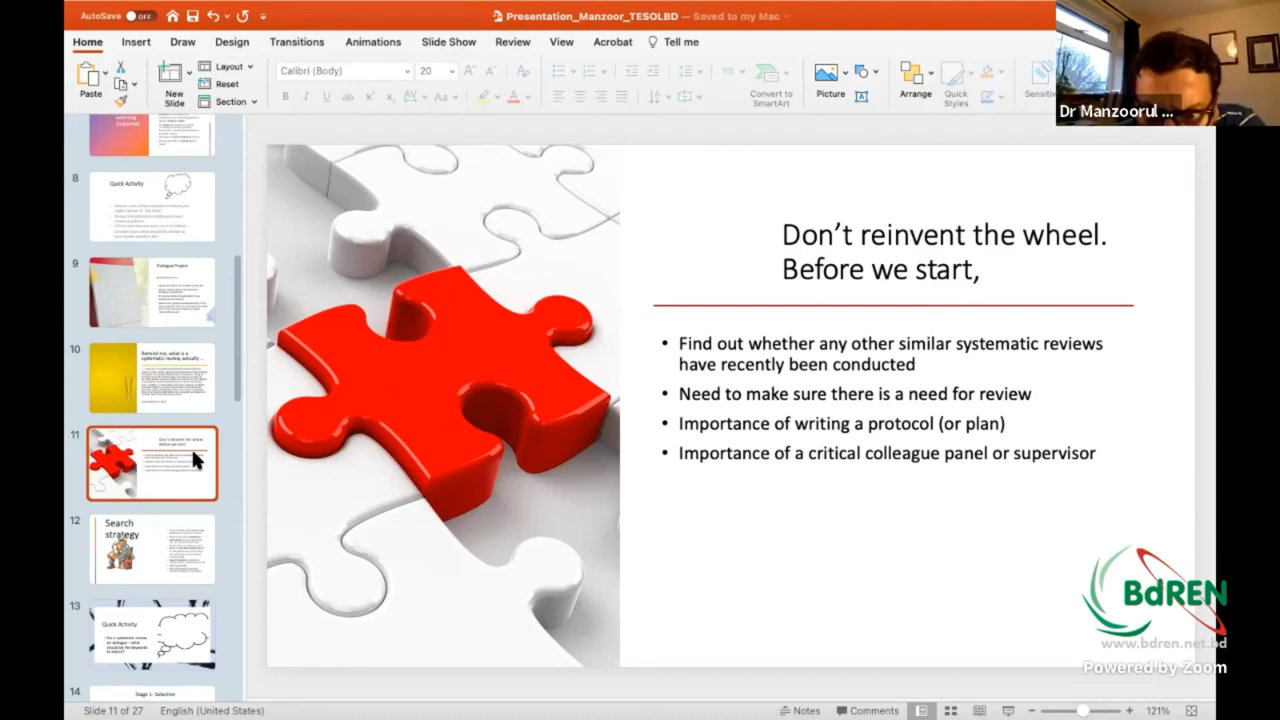 AutoSave OFF
Presentation_Manzoor_TESOLBD — Saved to my Mac
Home Insert Draw Design Transitions Animations Slide Show Review View Acrobat Tell me
Paste
New
Slide
Layout
Reset
Section
Calibri (Body) 20
Convert to
SmartArt
Picture
Arrange
Quick
Styles
Dr Manzoorul ...
Learning
Outcomes
8
Quick Activity
9
Dialogue Project
10
Remind me, what is a
systematic review, actually ...
11
Don't reinvent the wheel.
Before we start,
12
Search
strategy
13
Quick Activity
14
Stage 1- Selection
Don't reinvent the wheel.
Before we start,
• Find out whether any other similar systematic reviews
have recently been conducted
• Need to make sure there is a need for review
• Importance of writing a protocol (or plan)
• Importance of a critical colleague panel or supervisor
BdREN
www.bdren.net.bd
Powered by Zoom
Slide 11 of 27
English (United States)
Notes
Comments
121%